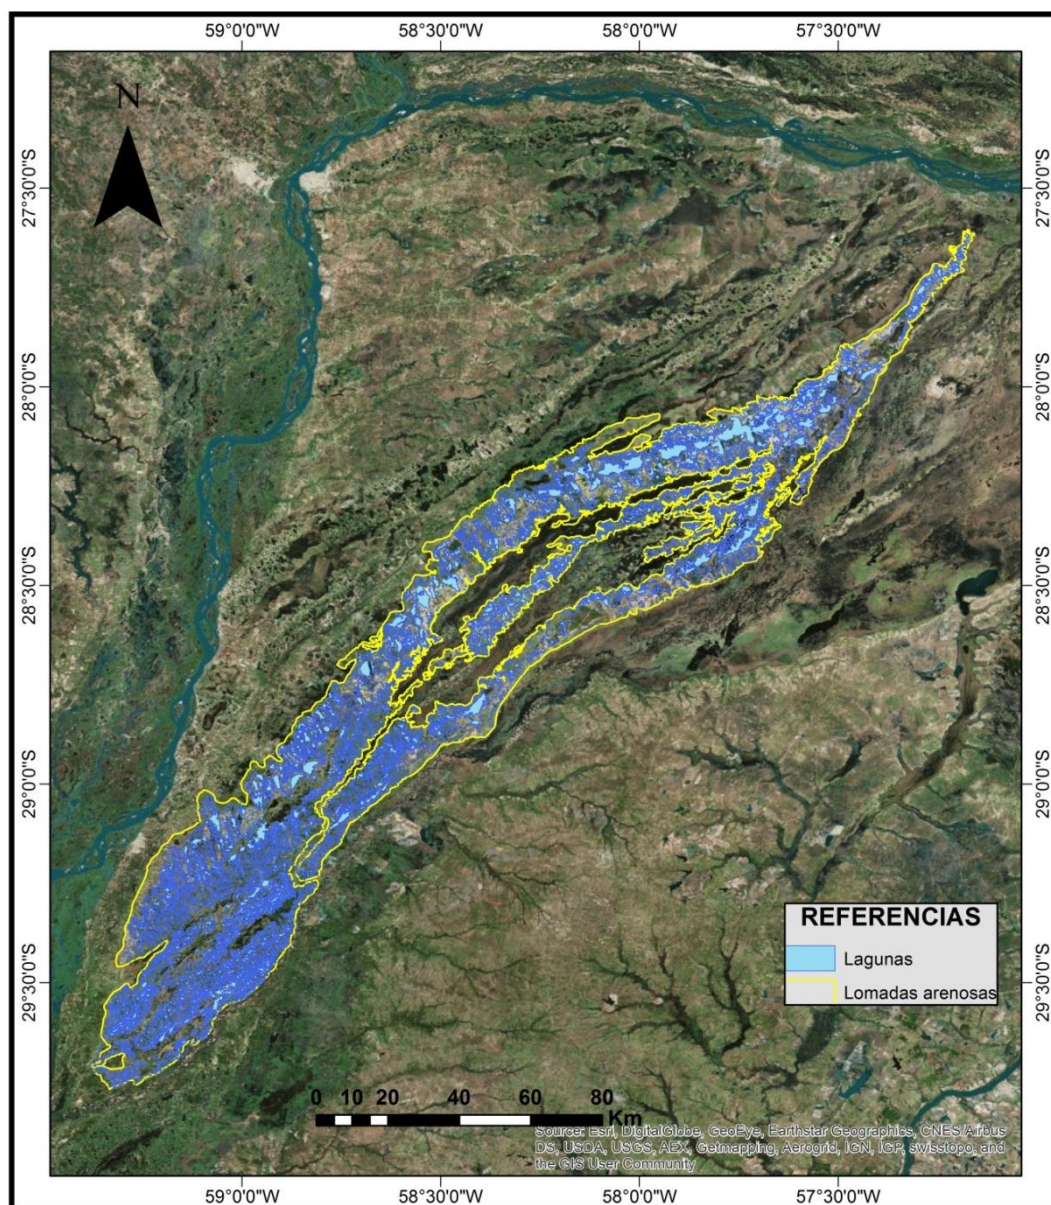 59°0'0"W 58°30'0"W 58°0'0"W 57°30'0"W
N
27°30'0"S 27°30'0"S
28°0'0"S 28°0'0"S
28°30'0"S 28°30'0"S
29°0'0"S 29°0'0"S
REFERENCIAS
Lagunas
Lomadas arenosas
29°30'0"S 29°30'0"S
0 10 20 40 60 80
Km
Source: Esri, DigitalGlobe, GeoEye, Earthstar Geographics, CNES/Airbus
DS, USDA, USGS, AEX, Getmapping, Aerogrid, IGN, IGP, swisstopo, and
the GIS User Community
59°0'0"W 58°30'0"W 58°0'0"W 57°30'0"W